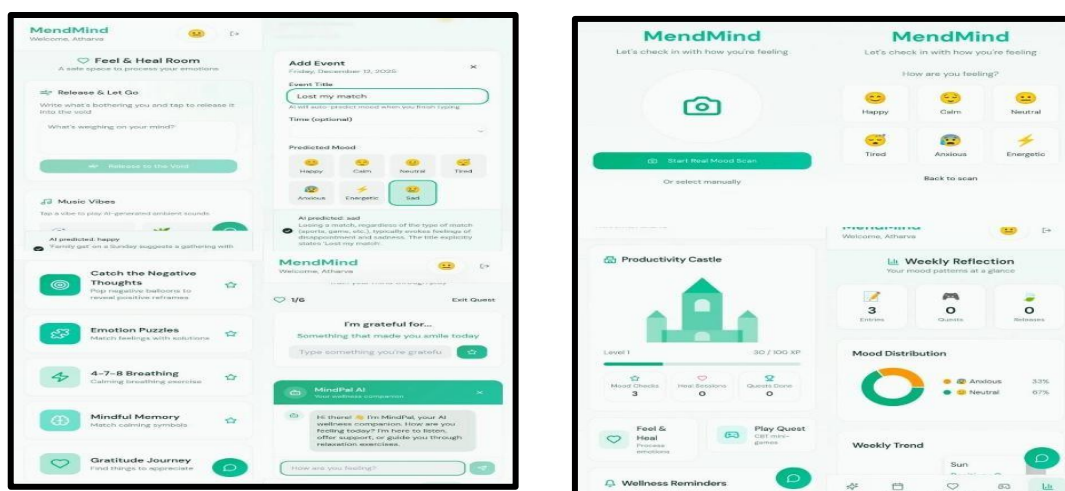 MendMind
Welcome, Atharva
Feel & Heal Room
A safe space to process your emotions
Release & Let Go
Write what's bothering you and tap to release it
into the void
What's weighing on your mind?
Release to the Void
Music Vibes
Tap a vibe to play AI-generated ambient sounds
AI predicted: happy
'Family gat' on a Sunday suggests a gathering with
Catch the Negative
Thoughts
Pop negative balloons to
reveal positive reframes
Emotion Puzzles
Match feelings with solutions
4-7-8 Breathing
Calming breathing exercise
Mindful Memory
Match calming symbols
Gratitude Journey
Find things to appreciate
Add Event
Friday, December 12, 2025
Event Title
Lost my match
AI will auto-predict mood when you finish typing
Time (optional)
Predicted Mood
Happy
Calm
Neutral
Tired
Anxious
Energetic
Sad
AI predicted: sad
Losing a match, regardless of the type of match
(sports, game, etc.), typically evokes feelings of
disappointment and sadness. The title explicitly
states 'Lost my match.
MendMind
Welcome, Atharva
1/6
Exit Quest
I'm grateful for...
Something that made you smile today
Type something you're grateful
MindPal AI
Your wellness companion
Hi there! 👋 I'm MindPal, your AI
wellness companion. How are you
feeling today? I'm here to listen,
offer support, or guide you through
relaxation exercises.
How are you feeling?
MendMind
Let's check in with how you're feeling
Start Real Mood Scan
Or select manually
MendMind
Let's check in with how you're feeling
How are you feeling?
Happy
Calm
Neutral
Tired
Anxious
Energetic
Back to scan
Productivity Castle
Level 1
30 / 100 XP
Mood Checks
3
Heal Sessions
0
Quests Done
0
Feel &
Heal
Process
emotions
Play Quest
CBT mini-
games
Wellness Reminders
MendMind
Welcome, Atharva
Weekly Reflection
Your mood patterns at a glance
3
Entries
0
Quests
0
Releases
Mood Distribution
Anxious 33%
Neutral 67%
Weekly Trend
Sun